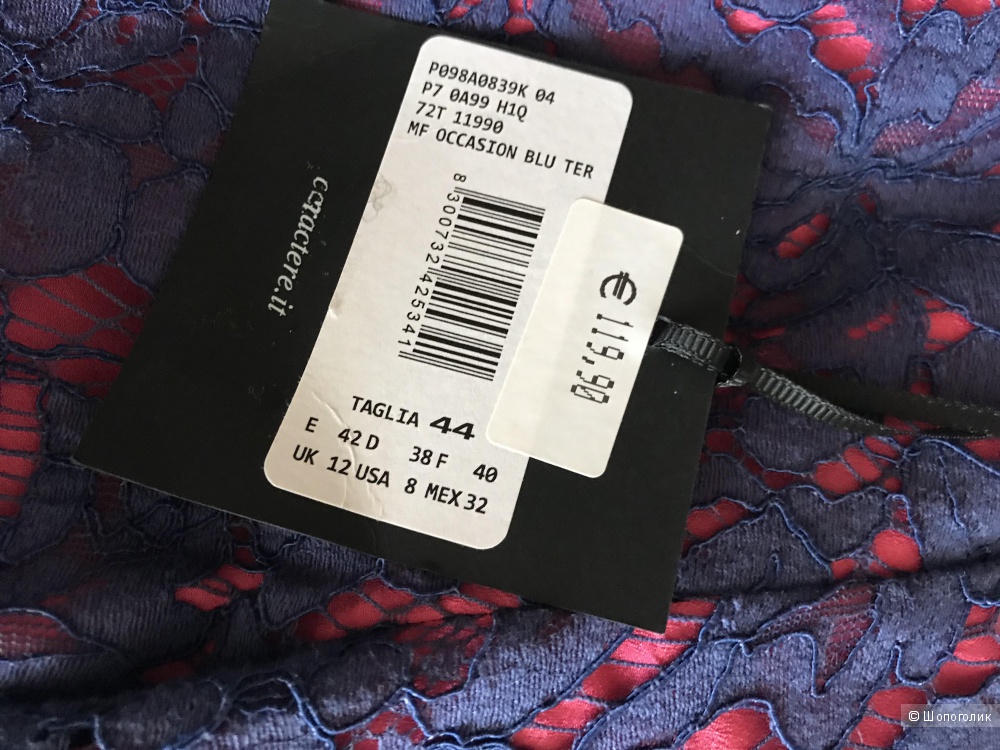 P098A0839K 04
P7 0A99 H1Q
72T 11990
MF OCCASION BLU TER
8 300732 425341
€ 119,90
TAGLIA 44
E 42 D 38 F 40
UK 12 USA 8 MEX 32
caractere.it
© Шопоголик